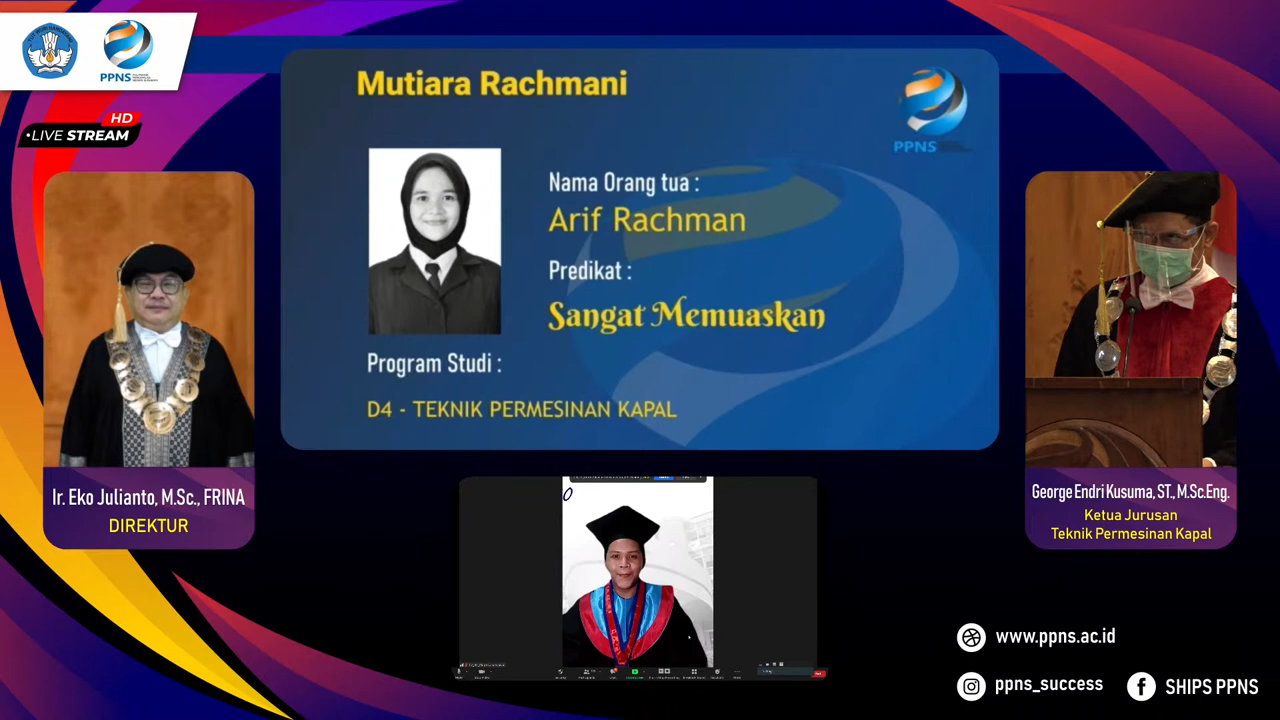 PPNS
HD
LIVE STREAM
Mutiara Rachmani
PPNS
Nama Orang tua :
Arif Rachman
Predikat :
Sangat Memuaskan
Program Studi :
D4 - TEKNIK PERMESINAN KAPAL
Ir. Eko Julianto, M.Sc., FRINA
DIREKTUR
George Endri Kusuma, ST., M.Sc.Eng.
Ketua Jurusan
Teknik Permesinan Kapal
www.ppns.ac.id
ppns_success
SHIPS PPNS